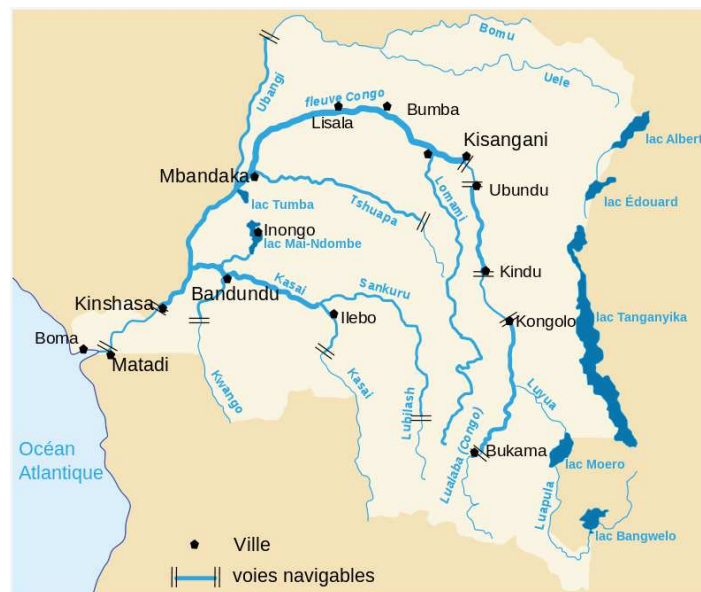 Bomu
Uele
Ubangi
fleuve Congo
Lisala
Bumba
Kisangani
lac Albert
Mbandaka
Ubundu
lac Édouard
lac Tumba
Tshuapa
Lomami
Inongo
lac Mai-Ndombe
Kindu
Bandundu
Kasai
Sankuru
Kinshasa
Ilebo
Kongolo
lac Tanganyika
Boma
Matadi
Kwango
Kasai
Lubilash
Luyua
Lualaba (Congo)
Bukama
lac Moero
Océan
Atlantique
Luapula
lac Bangwelo
Ville
voies navigables